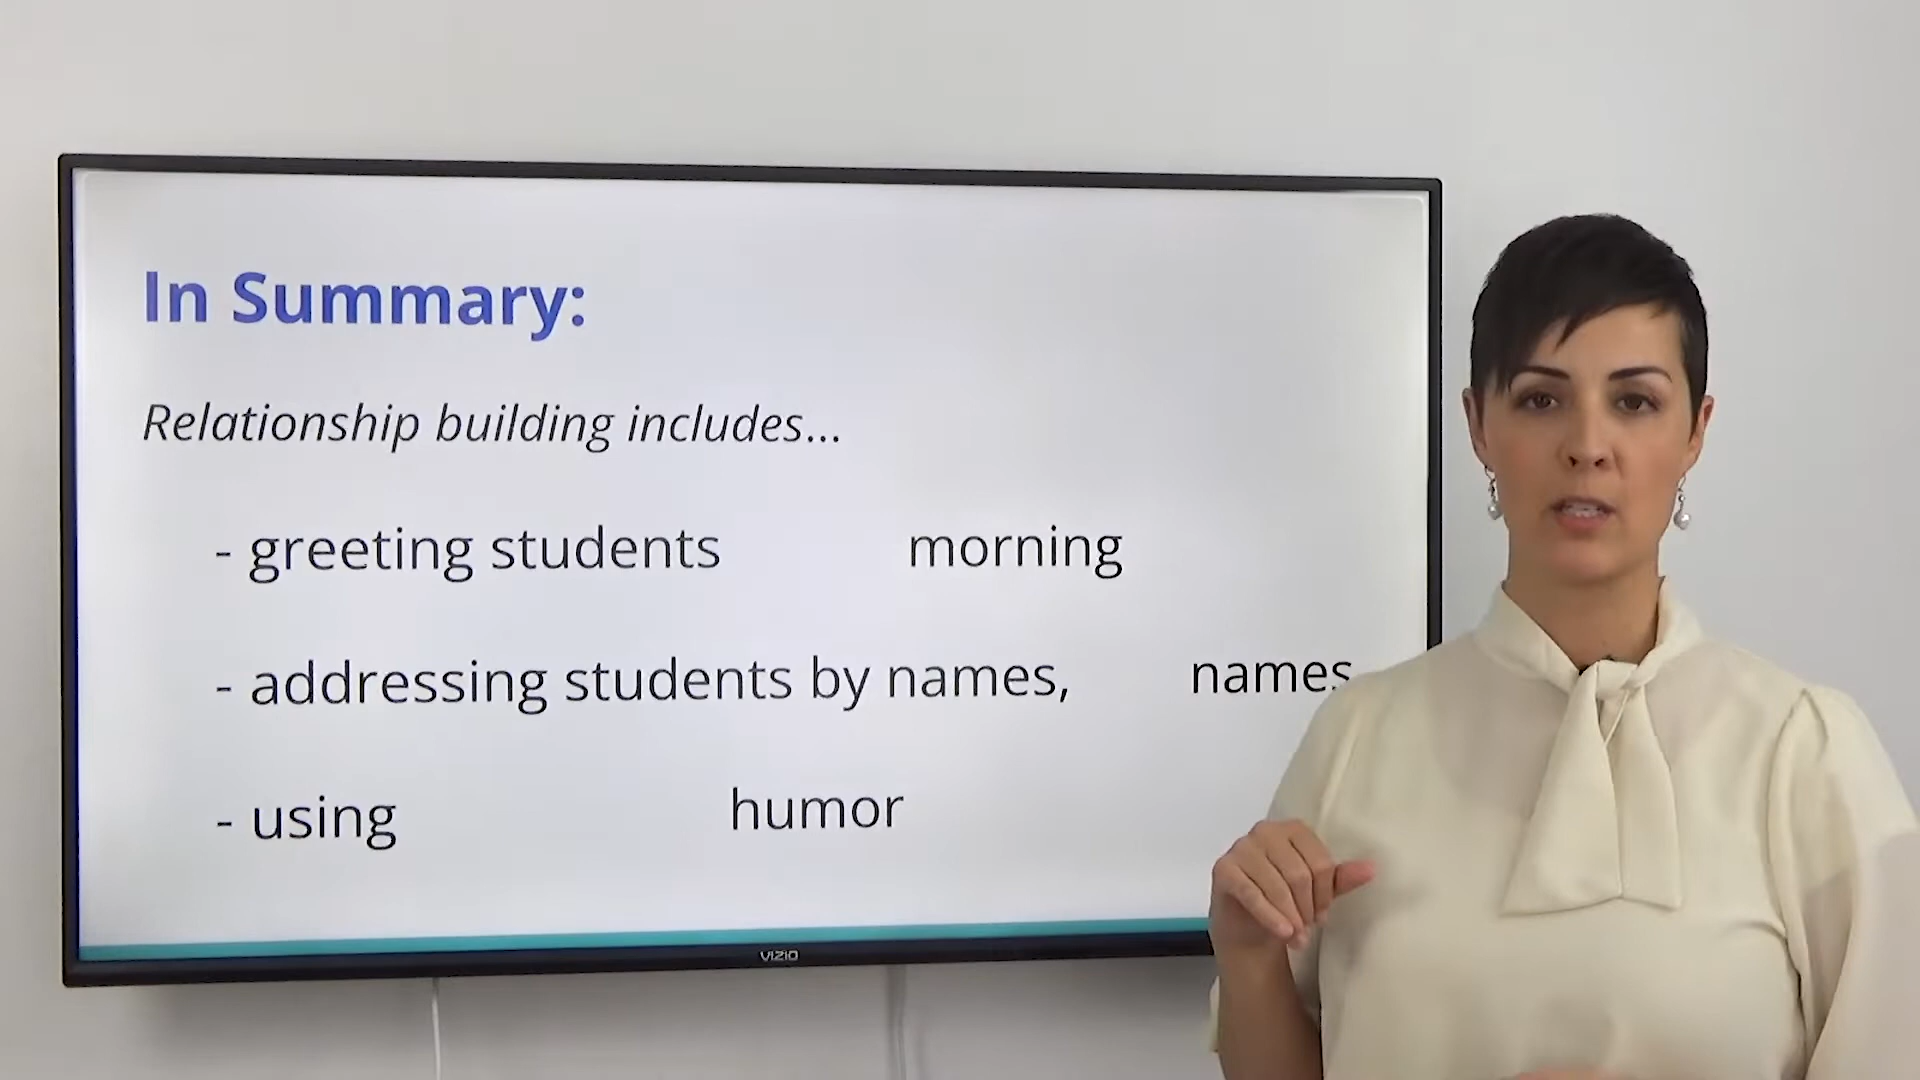 In Summary:
Relationship building includes...
- greeting students morning
- addressing students by names, names
- using humor
VIZIO